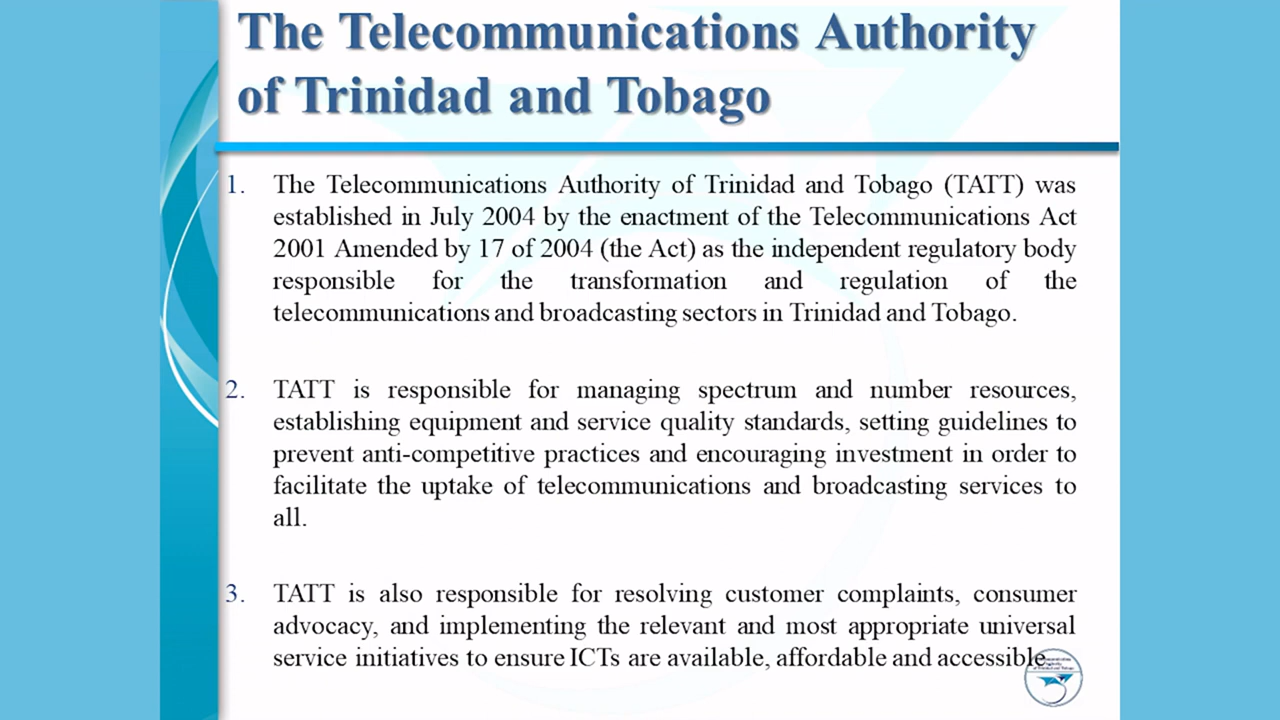 The Telecommunications Authority
of Trinidad and Tobago
1. The Telecommunications Authority of Trinidad and Tobago (TATT) was
established in July 2004 by the enactment of the Telecommunications Act
2001 Amended by 17 of 2004 (the Act) as the independent regulatory body
responsible for the transformation and regulation of the
telecommunications and broadcasting sectors in Trinidad and Tobago.
2. TATT is responsible for managing spectrum and number resources,
establishing equipment and service quality standards, setting guidelines to
prevent anti-competitive practices and encouraging investment in order to
facilitate the uptake of telecommunications and broadcasting services to
all.
3. TATT is also responsible for resolving customer complaints, consumer
advocacy, and implementing the relevant and most appropriate universal
service initiatives to ensure ICTs are available, affordable and accessible
of Trinidad and Tobago